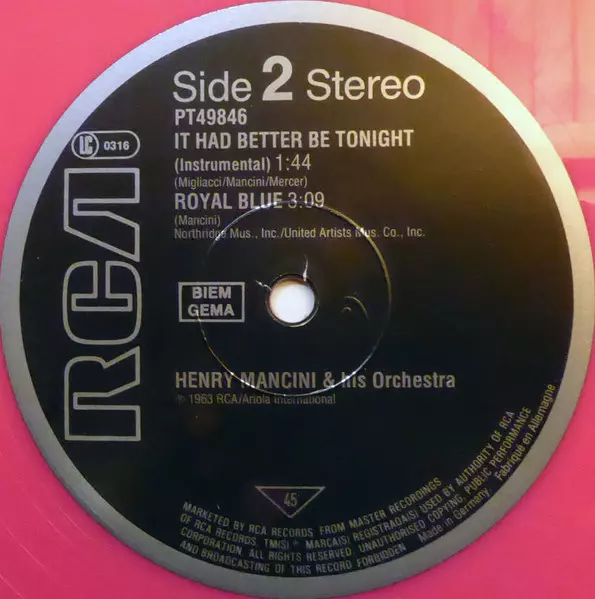 Side 2 Stereo
PT49846
IT HAD BETTER BE TONIGHT
(Instrumental) 1:44
(Migliacci/Mancini/Mercer)
ROYAL BLUE 3:09
(Mancini)
Northridge Mus., Inc./United Artists Mus. Co., Inc.
LC 0316
RCA
BIEM
GEMA
HENRY MANCINI & his Orchestra
℗ 1963 RCA/Ariola International
45
MARKETED BY RCA RECORDS, FROM MASTER RECORDINGS
OF RCA RECORDS. TM(S) ® MARCA(S) REGISTRADA(S) USED BY AUTHORITY OF RCA
CORPORATION. ALL RIGHTS RESERVED. UNAUTHORISED COPYING, PUBLIC PERFORMANCE
AND BROADCASTING OF THIS RECORD FORBIDDEN. Made in Germany. Fabriqué en Allemagne